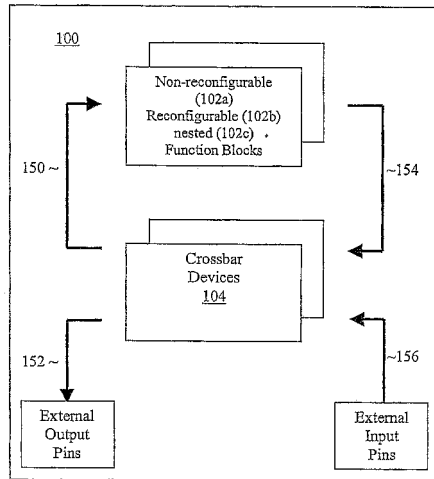 100
Non-reconfigurable
(102a)
Reconfigurable (102b)
nested (102c)
Function Blocks
150 ~
~154
Crossbar
Devices
104
152 ~
~156
External
Output
Pins
External
Input
Pins